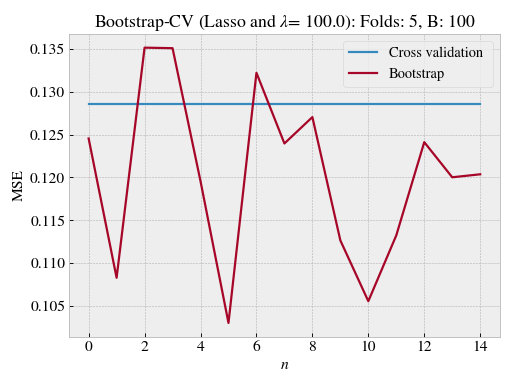 Bootstrap-CV (Lasso and λ= 100.0): Folds: 5, B: 100
Cross validation
Bootstrap
MSE
0.135
0.130
0.125
0.120
0.115
0.110
0.105
0 2 4 6 8 10 12 14
n